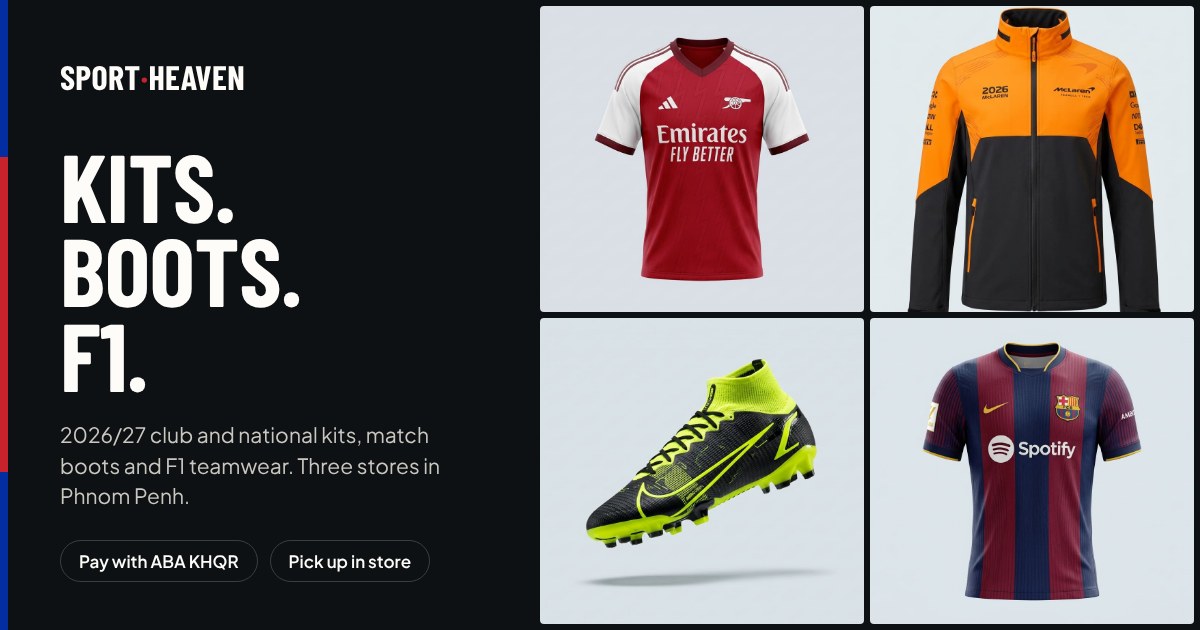 SPORT·HEAVEN
KITS.
BOOTS.
F1.
2026/27 club and national kits, match
boots and F1 teamwear. Three stores in
Phnom Penh.
Pay with ABA KHQR
Pick up in store
Emirates
FLY BETTER
2026
McLAREN
McLaren
Spotify